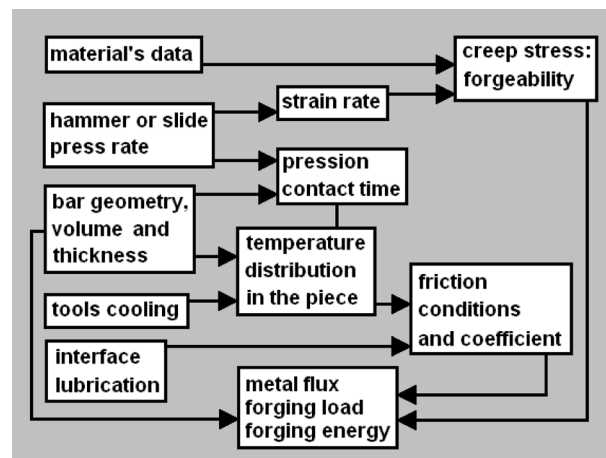 material's data
creep stress:
forgeability
strain rate
hammer or slide
press rate
pression
contact time
bar geometry,
volume and
thickness
temperature
distribution
in the piece
tools cooling
friction
conditions
and coefficient
interface
lubrication
metal flux
forging load
forging energy